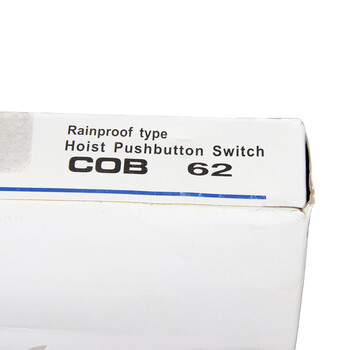 Rainproof type
Hoist Pushbutton Switch
COB 62